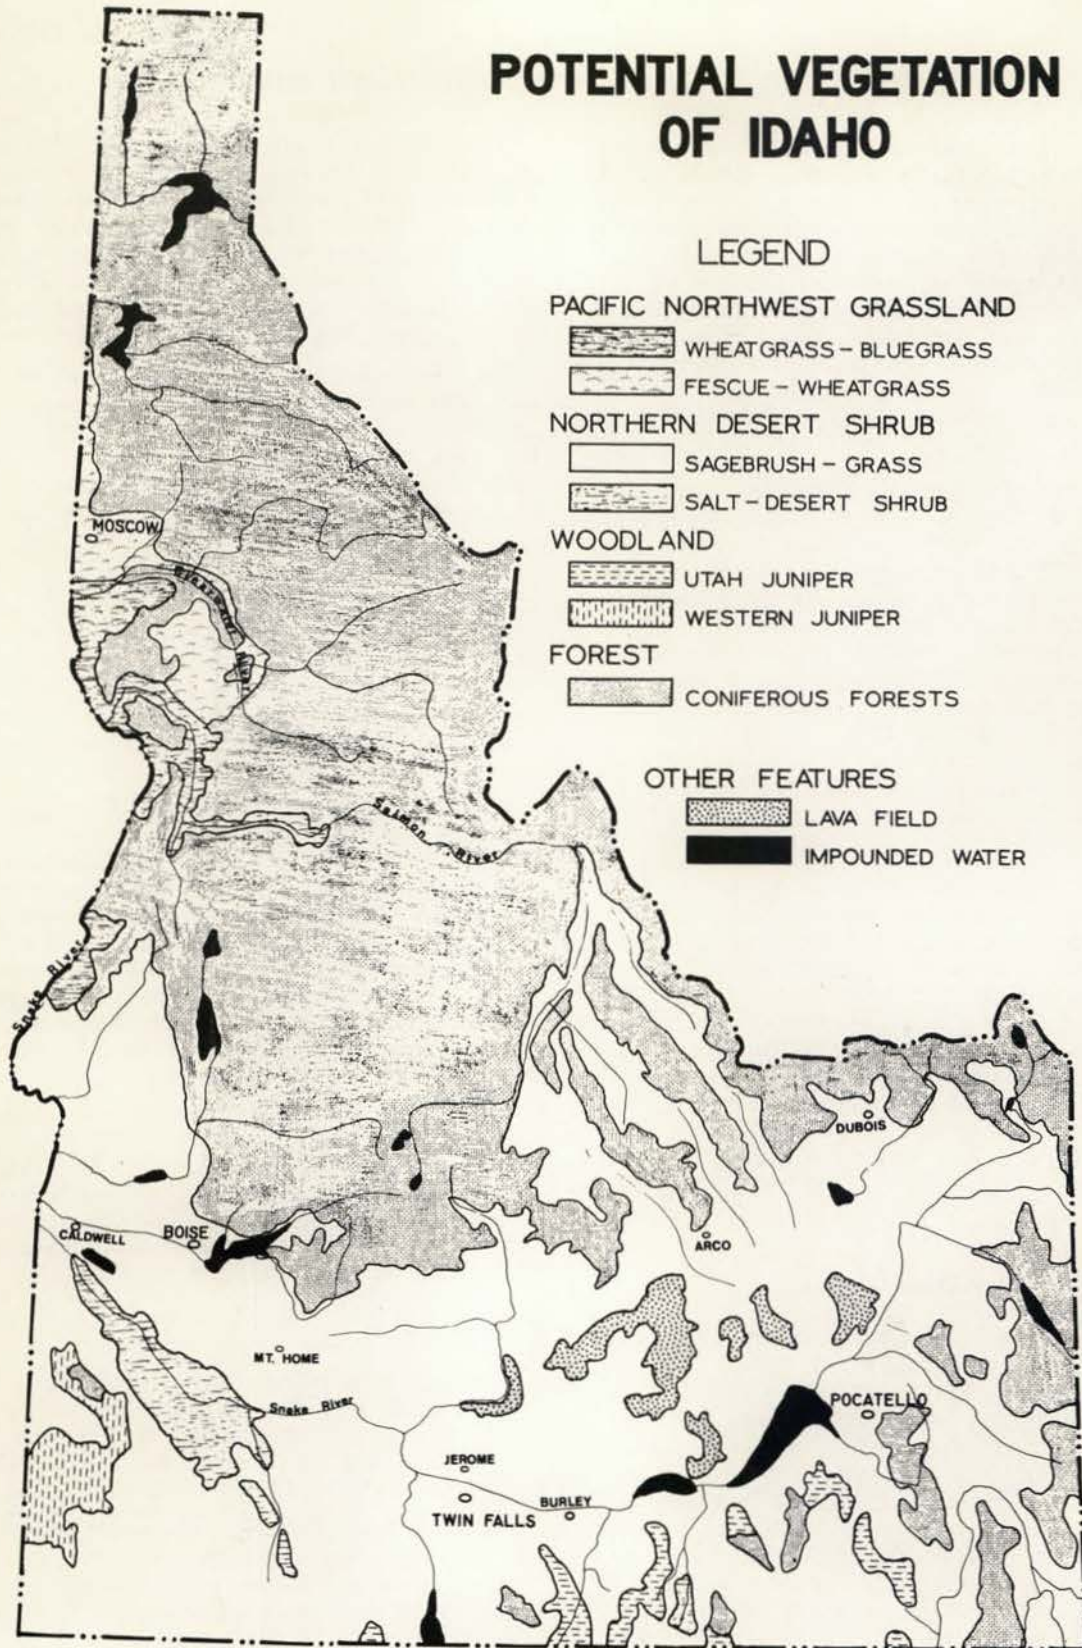 POTENTIAL VEGETATION
OF IDAHO
LEGEND
PACIFIC NORTHWEST GRASSLAND
WHEATGRASS - BLUEGRASS
FESCUE - WHEATGRASS
NORTHERN DESERT SHRUB
SAGEBRUSH - GRASS
SALT - DESERT SHRUB
WOODLAND
UTAH JUNIPER
WESTERN JUNIPER
FOREST
CONIFEROUS FORESTS
OTHER FEATURES
LAVA FIELD
IMPOUNDED WATER
MOSCOW
Clearwater River
Salmon River
Snake River
DUBOIS
CALDWELL
BOISE
ARCO
MT. HOME
Snake River
POCATELLO
JEROME
TWIN FALLS
BURLEY